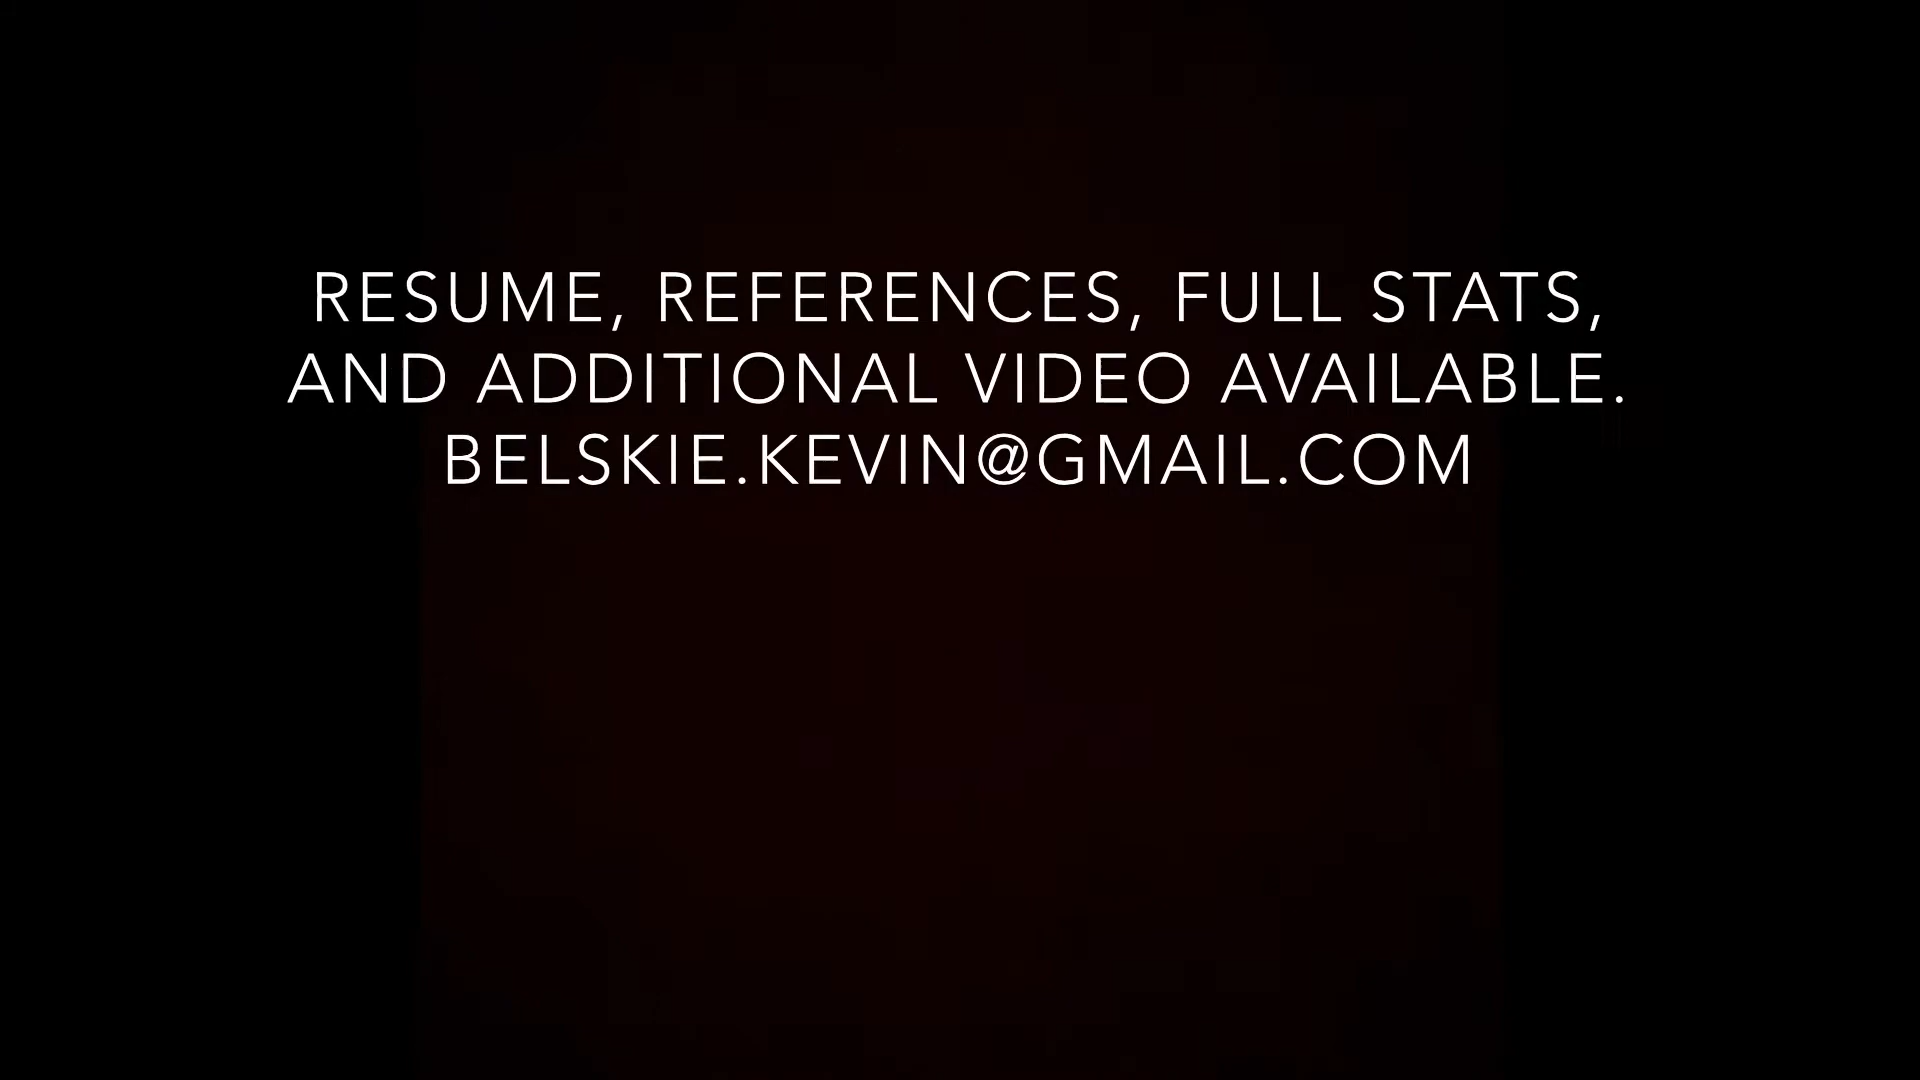 RESUME, REFERENCES, FULL STATS,
AND ADDITIONAL VIDEO AVAILABLE.
BELSKIE.KEVIN@GMAIL.COM